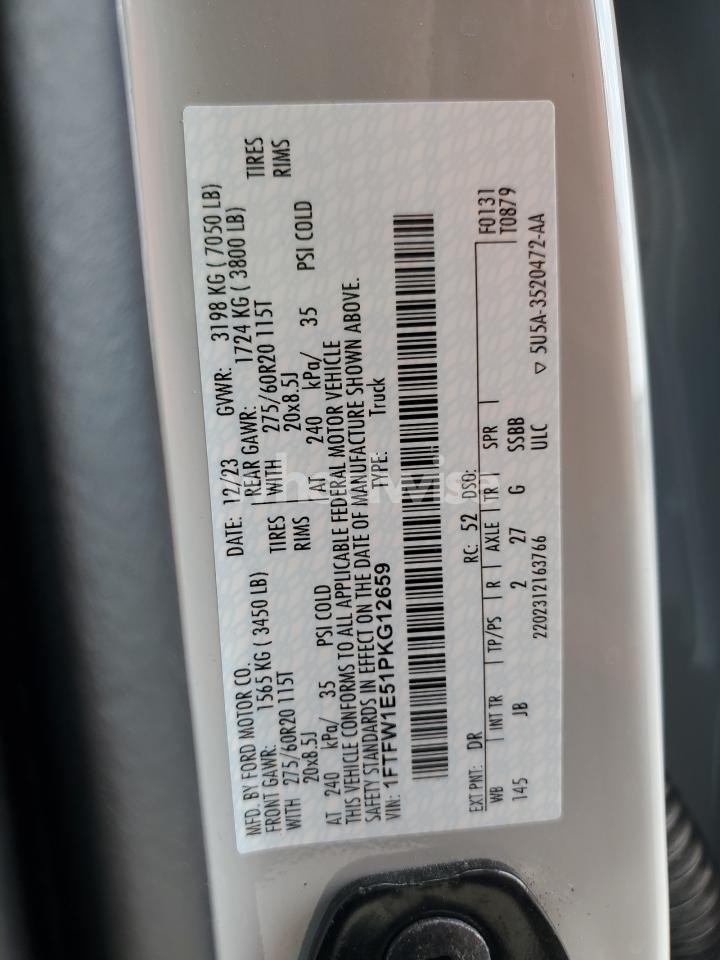 MFD. BY FORD MOTOR CO. DATE: 12/23 GVWR: 3198 KG ( 7050 LB)
FRONT GAWR: 1565 KG ( 3450 LB) REAR GAWR: 1724 KG ( 3800 LB)
WITH 275/60R20 115T TIRES WITH 275/60R20 115T TIRES
20x8.5J RIMS 20x8.5J RIMS
AT 240 kPa/ 35 PSI COLD AT 240 kPa/ 35 PSI COLD
THIS VEHICLE CONFORMS TO ALL APPLICABLE FEDERAL MOTOR VEHICLE
SAFETY STANDARDS IN EFFECT ON THE DATE OF MANUFACTURE SHOWN ABOVE.
VIN: 1FTFW1E51PKG12659 TYPE: Truck
EXT PNT: DR RC: 52 DSO: F0131
WB INT TR TP/PS R AXLE TR SPR T0879
145 JB 2 27 G SSBB
2202312163766 ULC ▽ 5U5A-3520472-AA